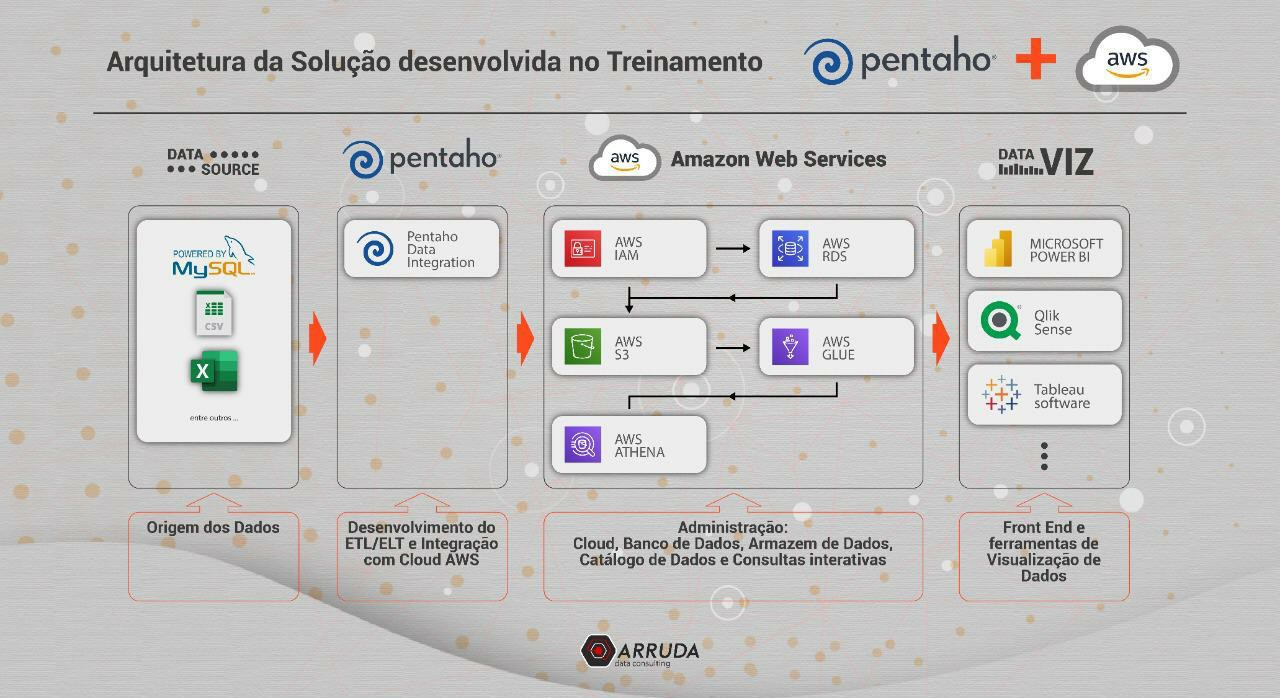 Arquitetura da Solução desenvolvida no Treinamento
pentaho
aws
DATA
SOURCE
pentaho
aws
Amazon Web Services
DATA
VIZ
POWERED BY
MySQL
CSV
X
entre outros ...
Pentaho
Data
Integration
AWS
IAM
AWS
RDS
AWS
S3
AWS
GLUE
AWS
ATHENA
MICROSOFT
POWER BI
Qlik
Sense
Tableau
software
Origem dos Dados
Desenvolvimento do
ETL/ELT e Integração
com Cloud AWS
Administração:
Cloud, Banco de Dados, Armazem de Dados,
Catálogo de Dados e Consultas interativas
Front End e
ferramentas de
Visualização de
Dados
ARRUDA
data consulting